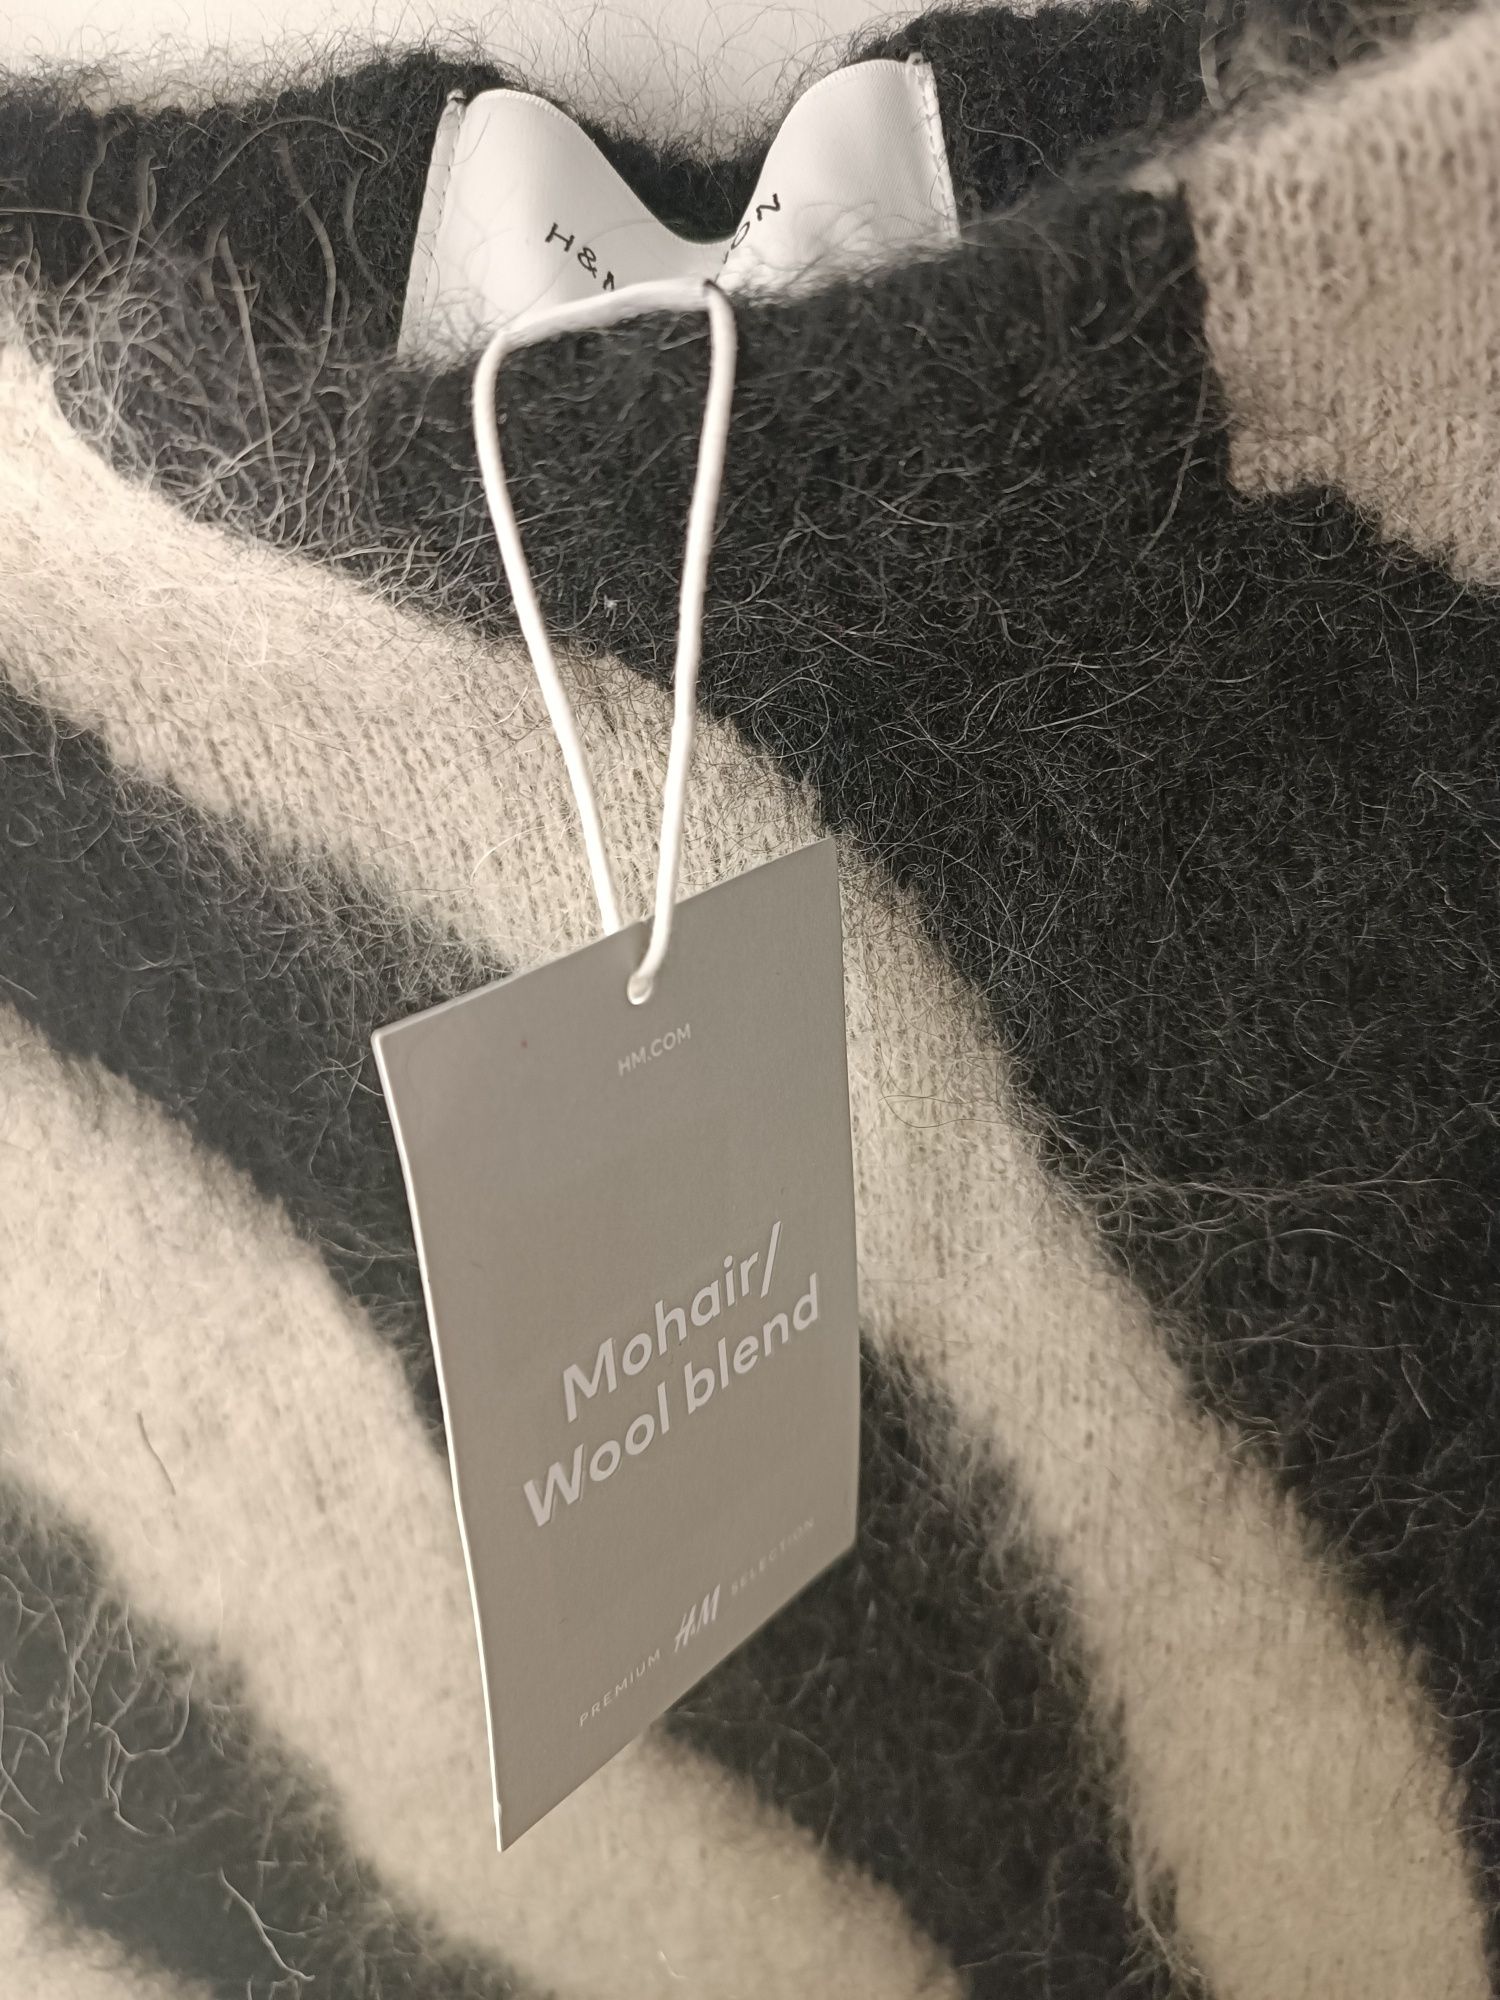 H&
HM.COM
Mohair/
Wool blend
PREMIUM H&M SELECTION